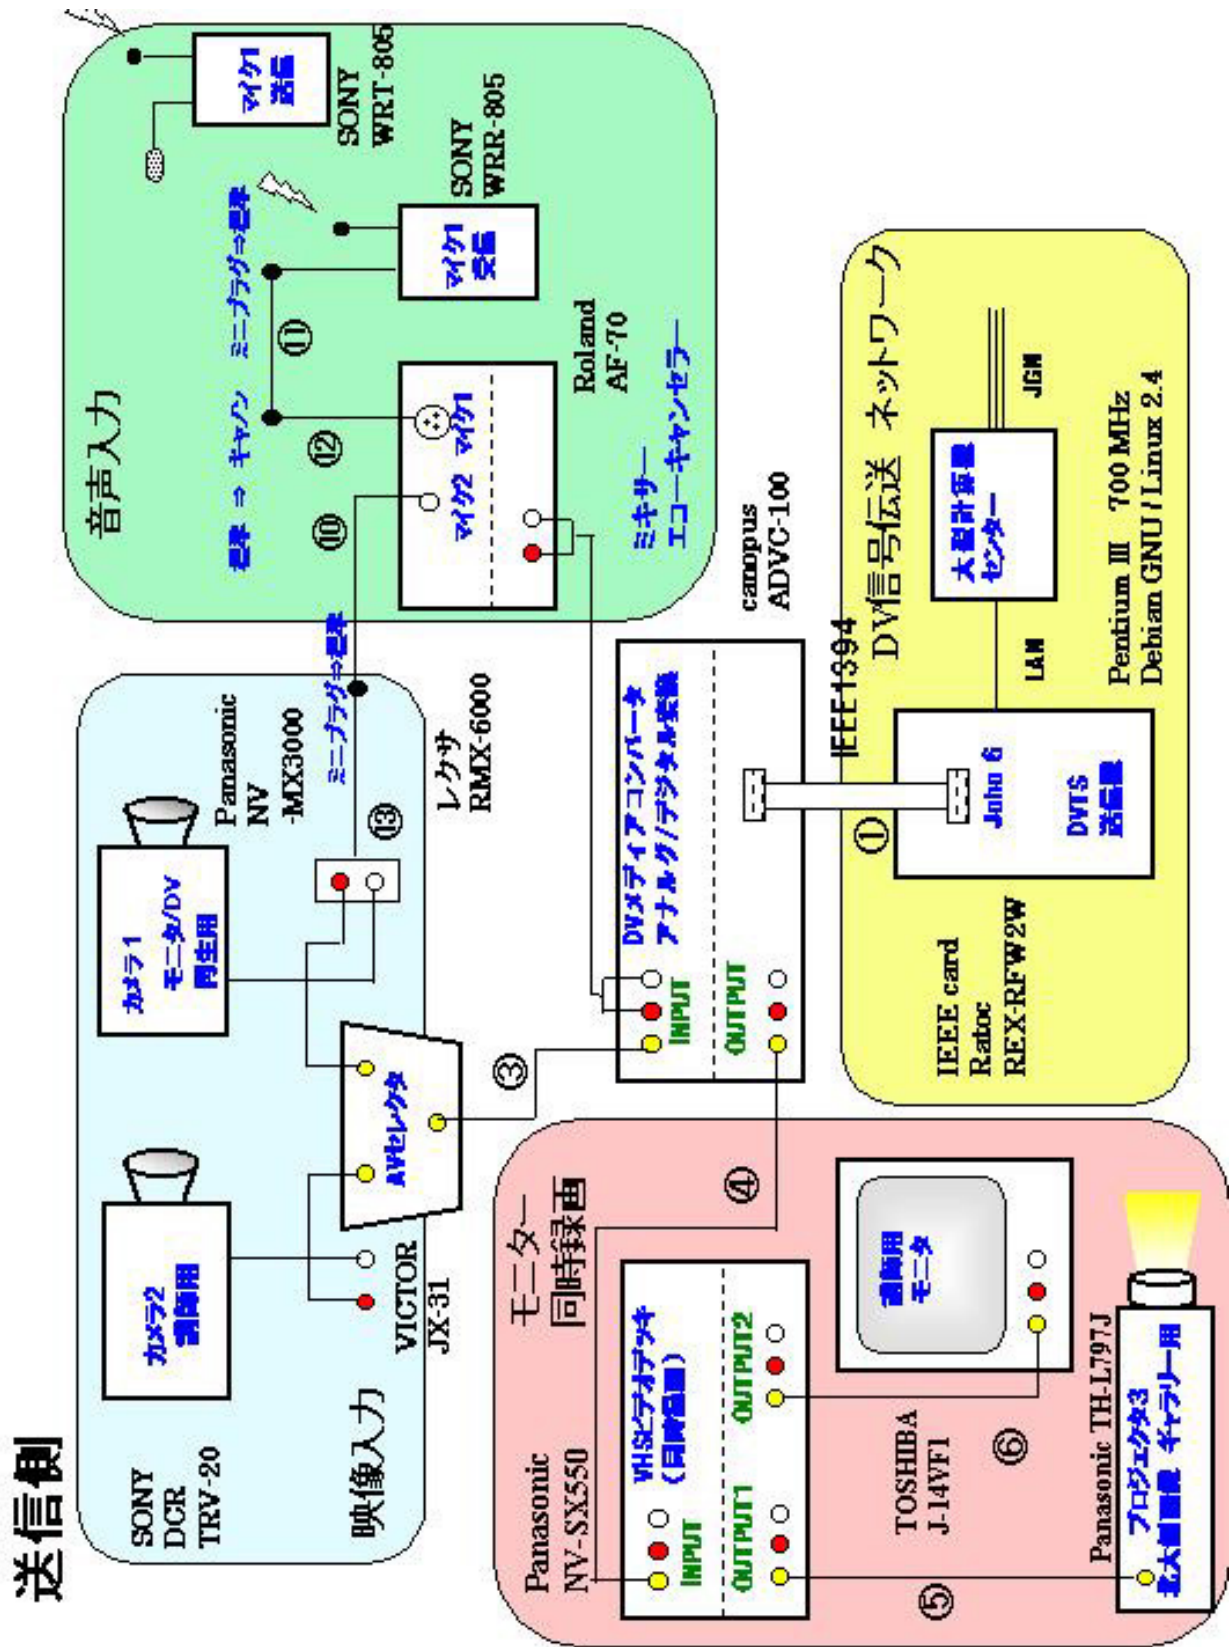 送信側
SONY
DCR
TRV-20
映像入力
カメラ2
講師用
VICTOR
JX-31
AVセレクタ
カメラ1
モニタ/DV
再生用
Panasonic
NV
-MX3000
⑬
レクサ
RMX-6000
ミニプラグ⇒標準
音声入力
標準 ⇒ キャノン
ミニプラグ⇒標準
⑩
⑫
⑪
マイク2 マイク1
Roland
AF-70
ミキサー
エコーキャンセラー
マイク1
受信
SONY
WRR-805
マイク1
送信
SONY
WRT-805
③
DVメディアコンバータ
アナルグ/デジタル変換
INPUT
OUTPUT
canopus
ADVC-100
モニター
同時録画
④
Panasonic
NV-SX550
VHSビデオデッキ
(同時録画)
INPUT
OUTPUT1
OUTPUT2
講師用
モニタ
TOSHIBA
J-14VF1
⑤
⑥
Panasonic TH-L797J
プロジェクタ3
北大側画像 ギャラリー用
IEEE1394
①
DV信号伝送 ネットワーク
Joho 6
DVTS
送信機
IEEE card
Ratoc
REX-RFW2W
LAN
大型計算機
センター
JGN
Pentium III 700 MHz
Debian GNU / Linux 2.4